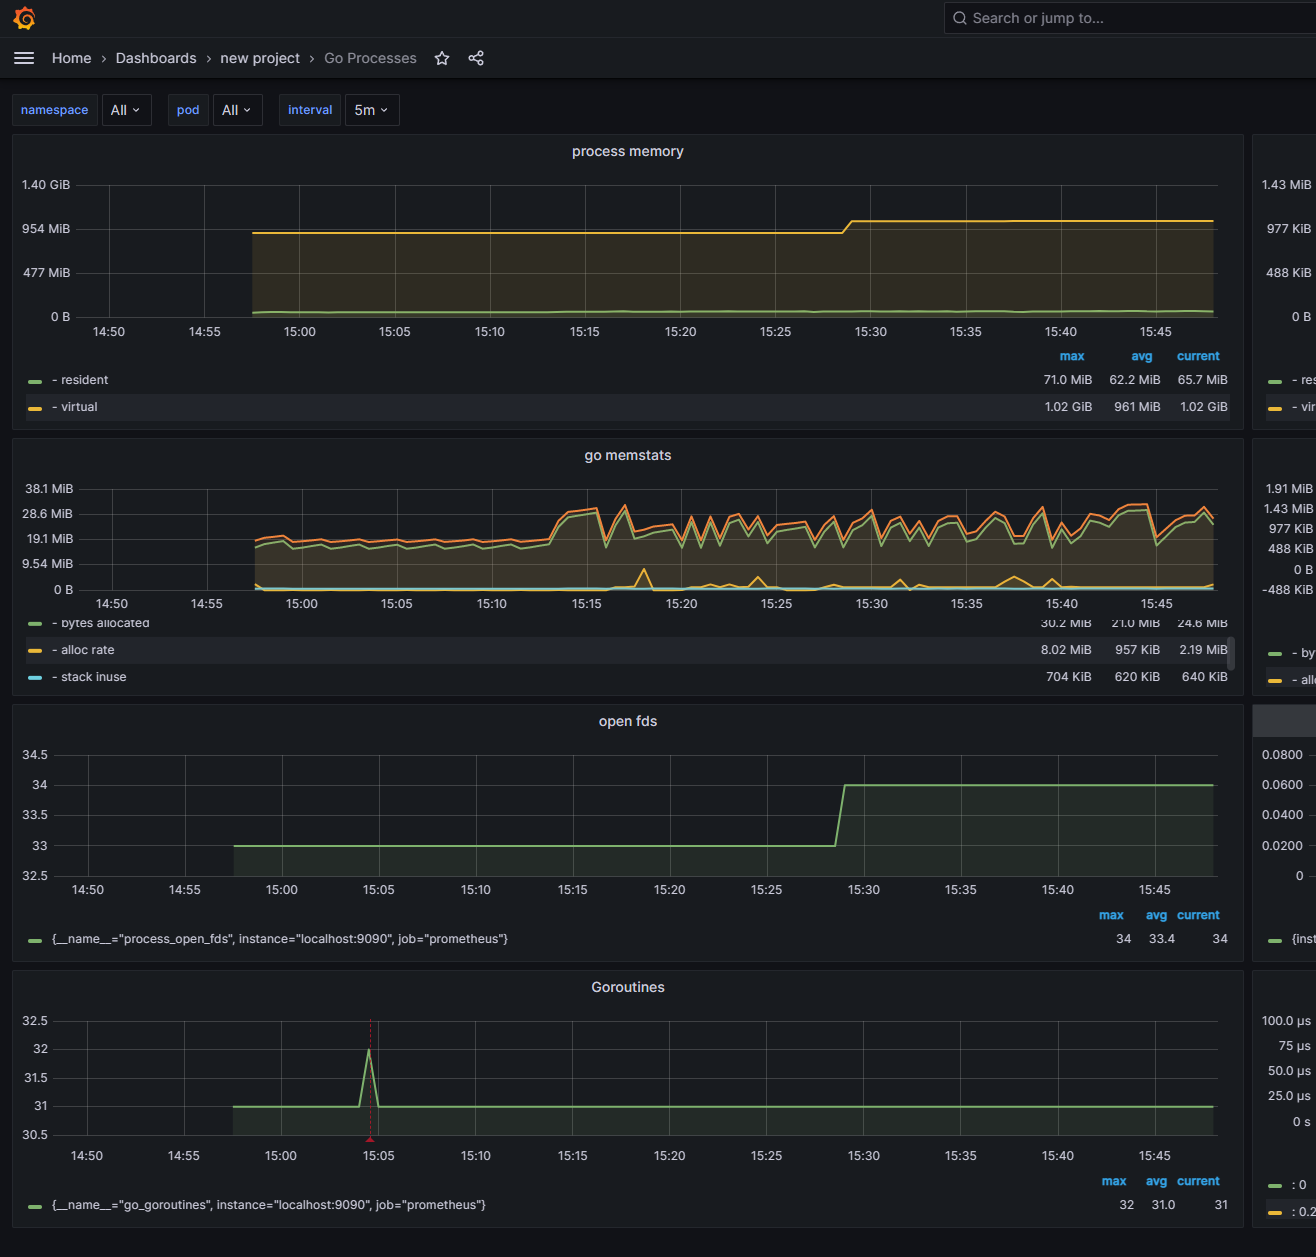 Search or jump to...
Home › Dashboards › new project › Go Processes
namespace All pod All interval 5m
process memory
1.40 GiB
954 MiB
477 MiB
0 B
14:50 14:55 15:00 15:05 15:10 15:15 15:20 15:25 15:30 15:35 15:40 15:45
max avg current
- resident 71.0 MiB 62.2 MiB 65.7 MiB
- virtual 1.02 GiB 961 MiB 1.02 GiB
1.43 MiB
977 KiB
488 KiB
0 B
- res
- vir
go memstats
38.1 MiB
28.6 MiB
19.1 MiB
9.54 MiB
0 B
14:50 14:55 15:00 15:05 15:10 15:15 15:20 15:25 15:30 15:35 15:40 15:45
- bytes allocated 30.2 MiB 21.0 MiB 24.6 MiB
- alloc rate 8.02 MiB 957 KiB 2.19 MiB
- stack inuse 704 KiB 620 KiB 640 KiB
1.91 MiB
1.43 MiB
977 KiB
488 KiB
0 B
-488 KiB
- by
- allo
open fds
34.5
34
33.5
33
32.5
14:50 14:55 15:00 15:05 15:10 15:15 15:20 15:25 15:30 15:35 15:40 15:45
max avg current
{__name__="process_open_fds", instance="localhost:9090", job="prometheus"} 34 33.4 34
0.0800
0.0600
0.0400
0.0200
0
{inst
Goroutines
32.5
32
31.5
31
30.5
14:50 14:55 15:00 15:05 15:10 15:15 15:20 15:25 15:30 15:35 15:40 15:45
max avg current
{__name__="go_goroutines", instance="localhost:9090", job="prometheus"} 32 31.0 31
100.0 µs
75 µs
50.0 µs
25.0 µs
0 s
: 0
: 0.2